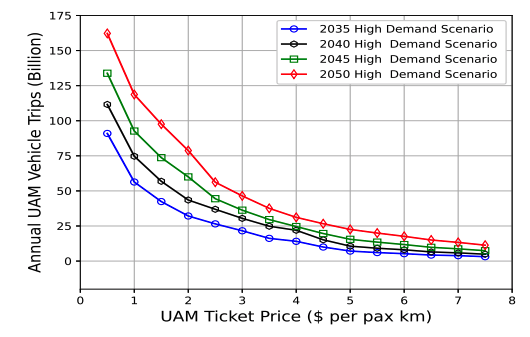 175
150
125
100
75
50
25
0
Annual UAM Vehicle Trips (Billion)
2035 High Demand Scenario
2040 High  Demand Scenario
2045 High  Demand Scenario
2050 High  Demand Scenario
0 1 2 3 4 5 6 7 8
UAM Ticket Price ($ per pax km)